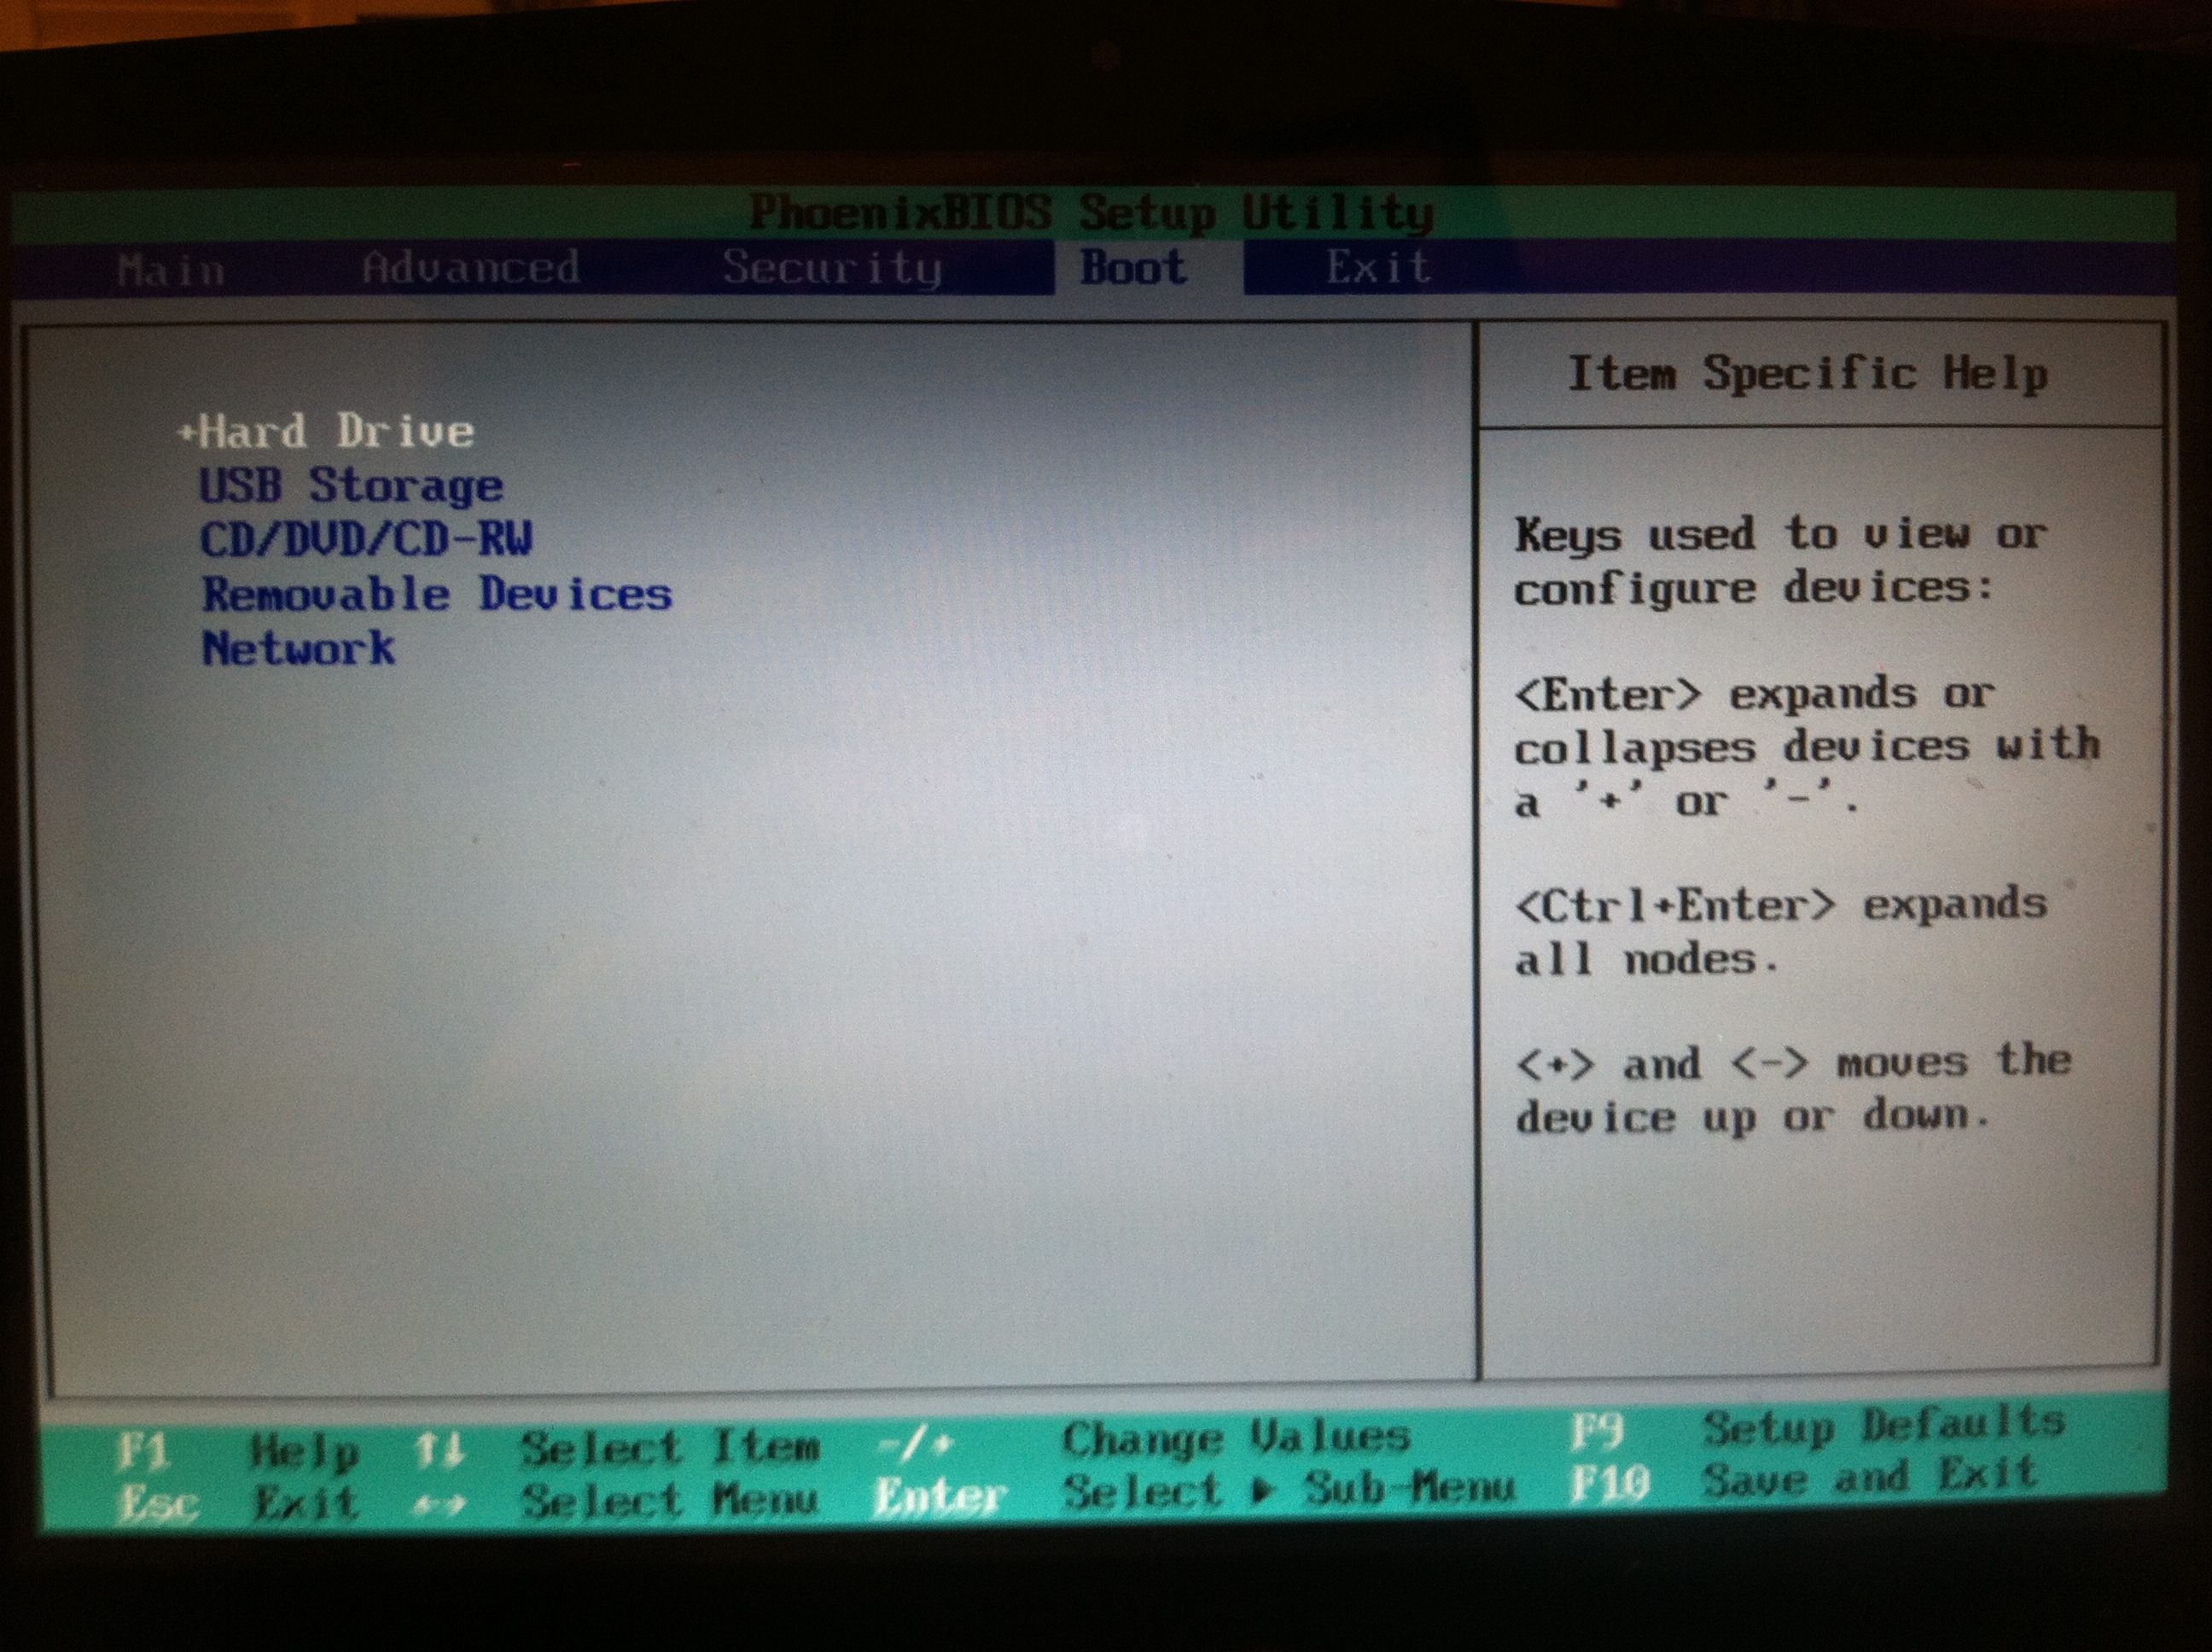 PhoenixBIOS Setup Utility
Main Advanced Security Boot Exit
+Hard Drive
USB Storage
CD/DVD/CD-RW
Removable Devices
Network
Item Specific Help
Keys used to view or
configure devices:
<Enter> expands or
collapses devices with
a '+' or '-'.
<Ctrl+Enter> expands
all nodes.
<+> and <-> moves the
device up or down.
F1 Help ↑↓ Select Item -/+ Change Values F9 Setup Defaults
Esc Exit ↔ Select Menu Enter Select ▶ Sub-Menu F10 Save and Exit